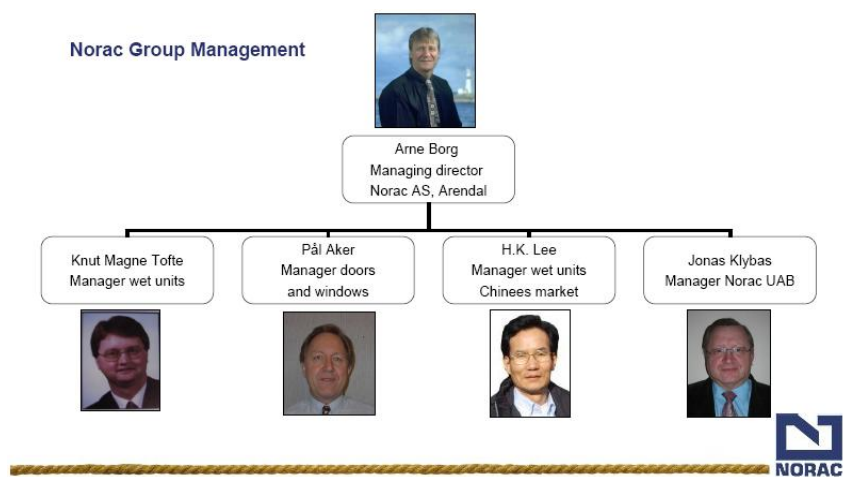 Norac Group Management
Arne Borg
Managing director
Norac AS, Arendal
Knut Magne Tofte
Manager wet units
Pål Aker
Manager doors
and windows
H.K. Lee
Manager wet units
Chinees market
Jonas Klybas
Manager Norac UAB
NORAC